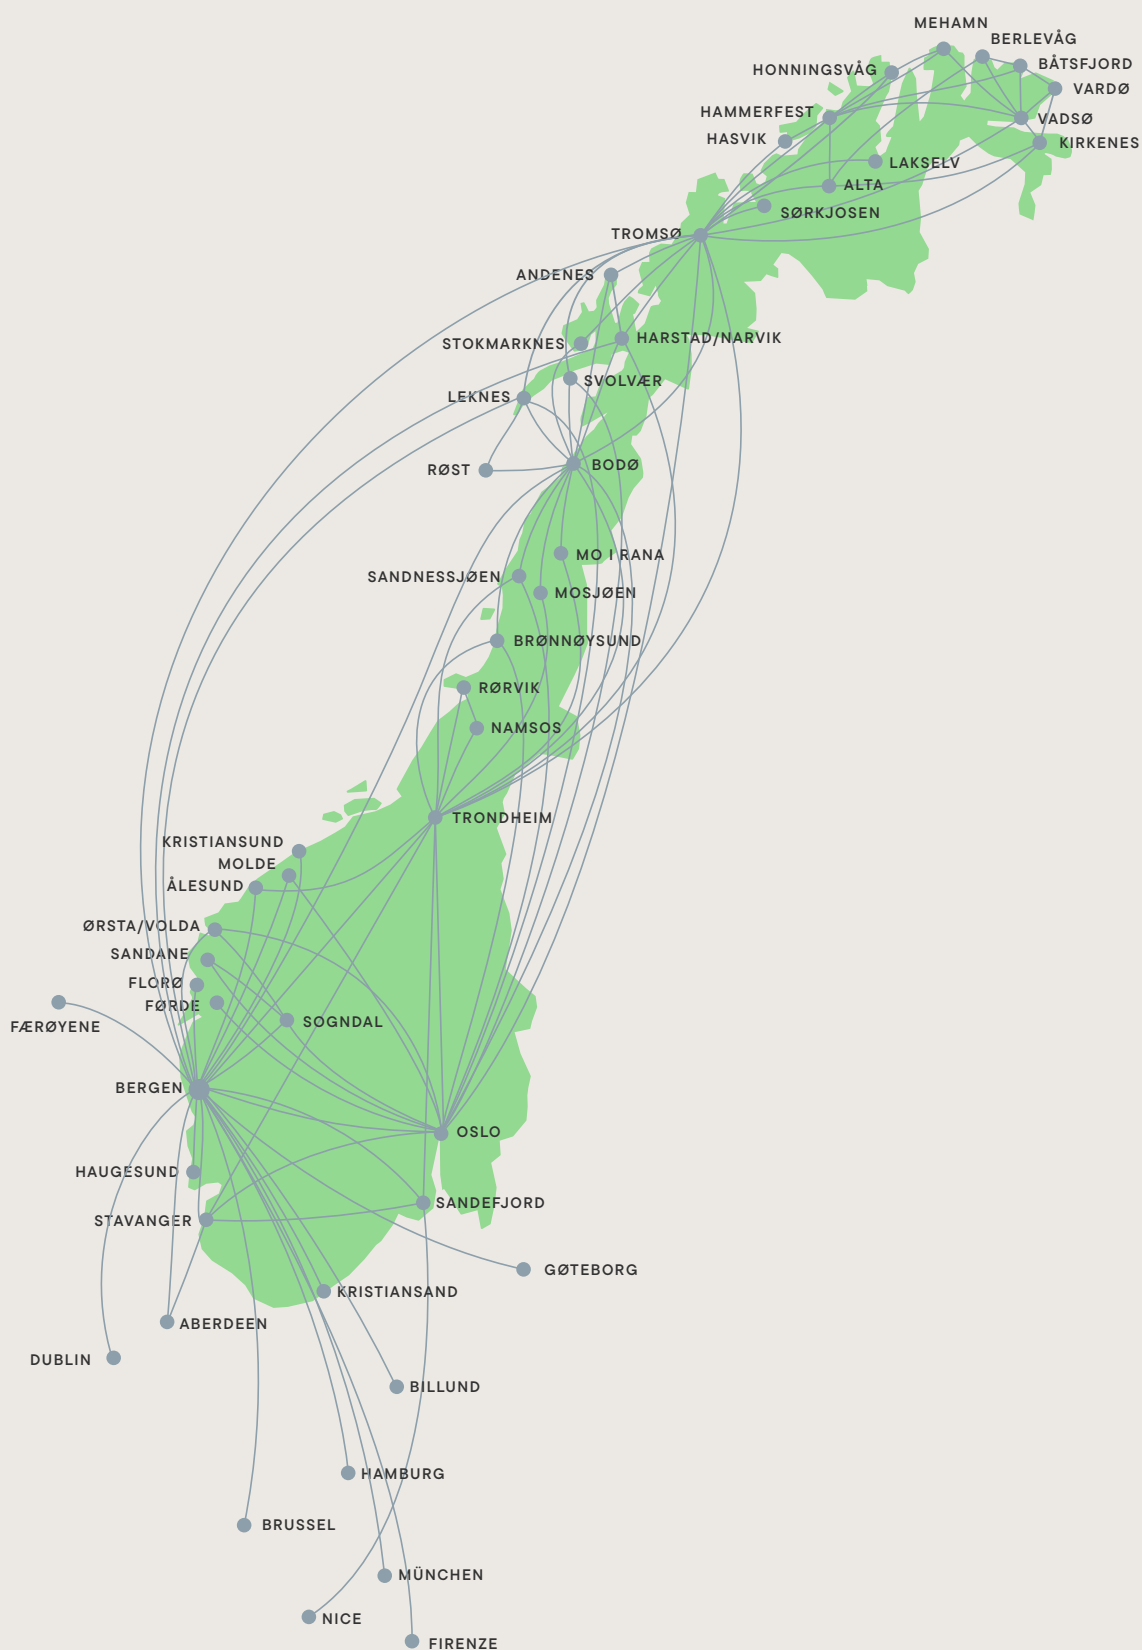 MEHAMN
BERLEVÅG
BÅTSFJORD
HONNINGSVÅG
VARDØ
HAMMERFEST
VADSØ
HASVIK
KIRKENES
LAKSELV
ALTA
SØRKJOSEN
TROMSØ
ANDENES
HARSTAD/NARVIK
STOKMARKNES
SVOLVÆR
LEKNES
BODØ
RØST
MO I RANA
SANDNESSJØEN
MOSJØEN
BRØNNØYSUND
RØRVIK
NAMSOS
TRONDHEIM
KRISTIANSUND
MOLDE
ÅLESUND
ØRSTA/VOLDA
SANDANE
FLORØ
FØRDE
SOGNDAL
FÆRØYENE
BERGEN
OSLO
HAUGESUND
SANDEFJORD
STAVANGER
GØTEBORG
KRISTIANSAND
ABERDEEN
DUBLIN
BILLUND
HAMBURG
BRUSSEL
MÜNCHEN
NICE
FIRENZE